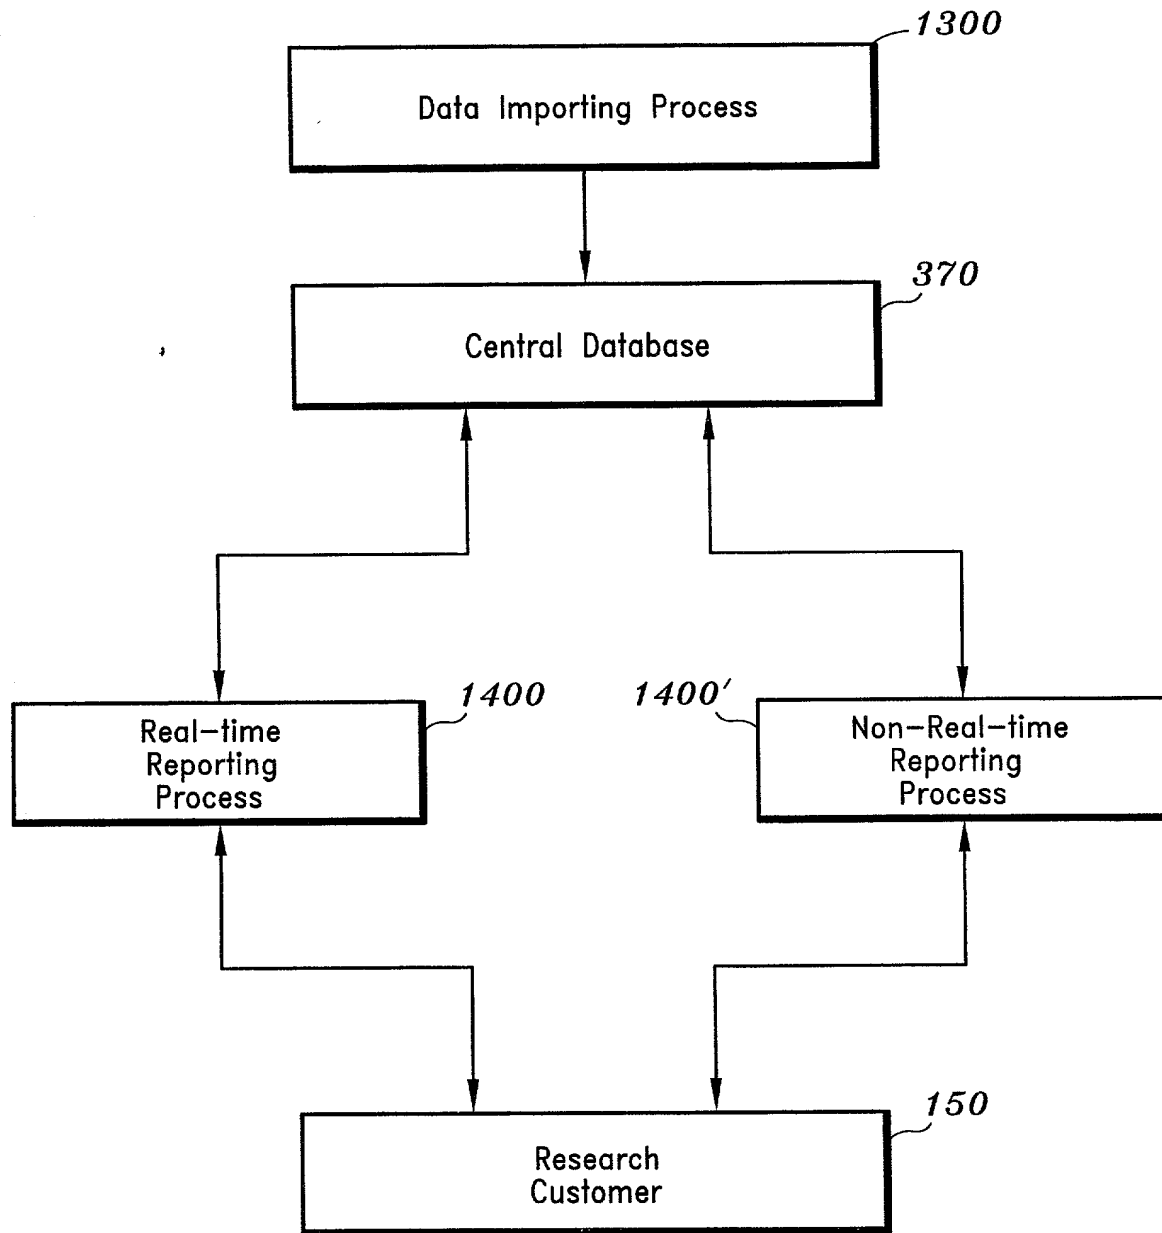 1300
Data Importing Process
370
Central Database
1400
1400'
Real-time
Reporting
Process
Non-Real-time
Reporting
Process
150
Research
Customer